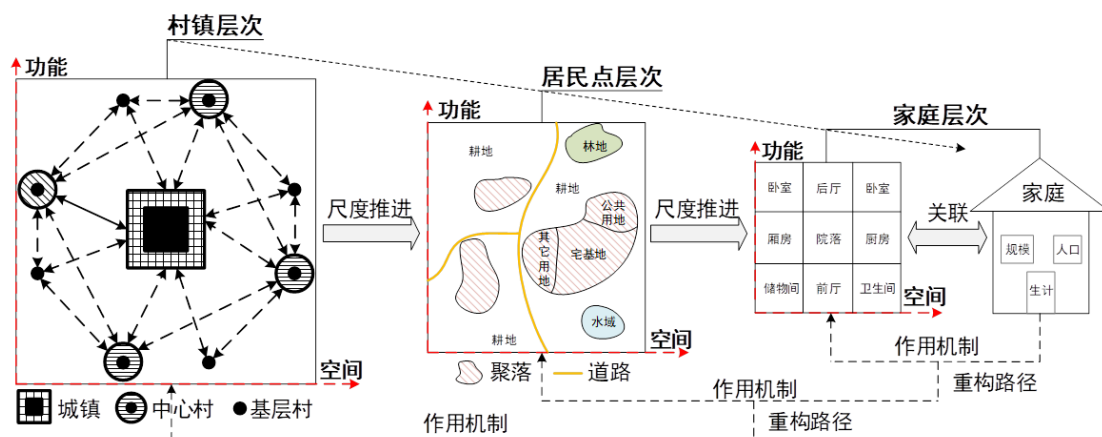 村镇层次
功能
空间
城镇
中心村
基层村
尺度推进
居民点层次
功能
耕地
林地
耕地
公共
用地
其它用地
宅基地
水域
耕地
空间
聚落
道路
尺度推进
家庭层次
功能
卧室 后厅 卧室
厢房 院落 厨房
储物间 前厅 卫生间
空间
关联
家庭
规模
人口
生计
作用机制
重构路径
作用机制
重构路径
作用机制